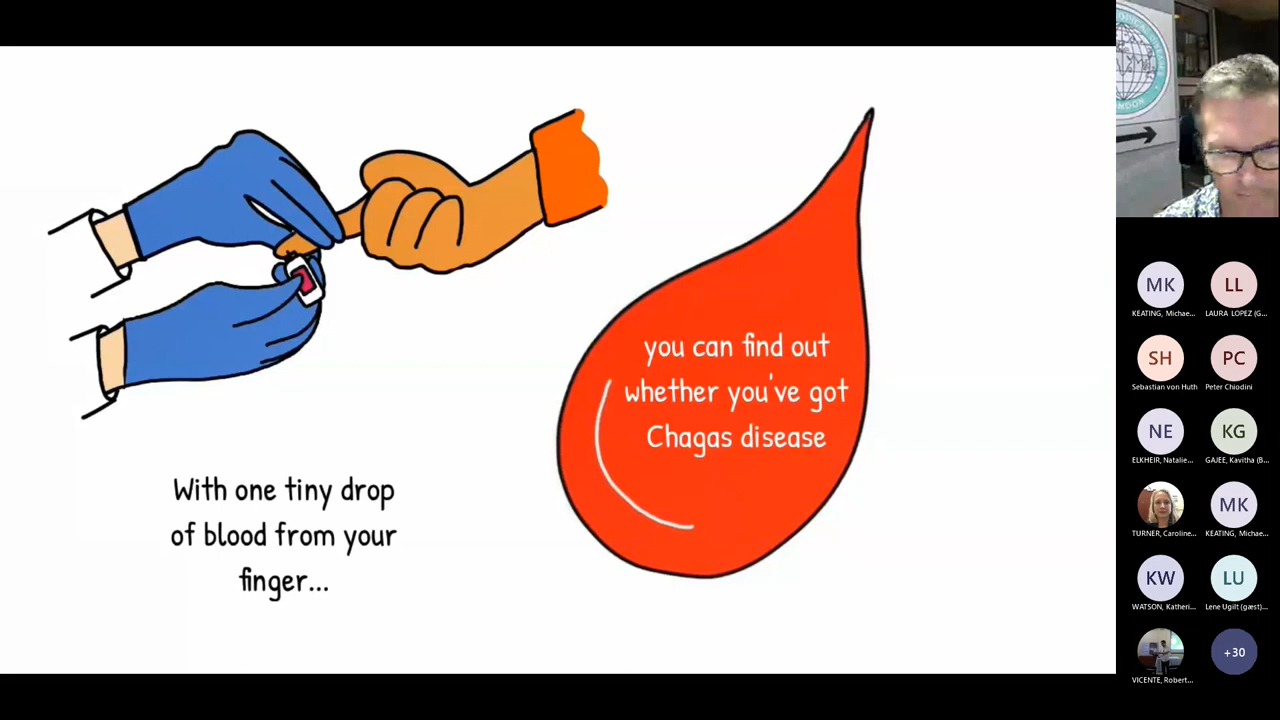 you can find out
whether you've got
Chagas disease
With one tiny drop
of blood from your
finger...
MK
LL
KEATING, Michae...
LAURA LOPEZ (G...
SH
PC
Sebastian von Huth
Peter Chiodini
NE
KG
ELKHEIR, Natalie...
GAJEE, Kavitha (B...
MK
TURNER, Caroline...
KEATING, Michae...
KW
LU
WATSON, Katheri...
Lene Ugilt (gæst)...
+30
VICENTE, Robert...